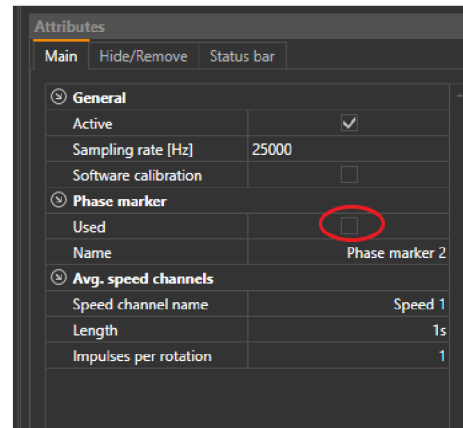 Attributes
Main Hide/Remove Status bar
General
Active
Sampling rate [Hz] 25000
Software calibration
Phase marker
Used
Name Phase marker 2
Avg. speed channels
Speed channel name Speed 1
Length 1s
Impulses per rotation 1